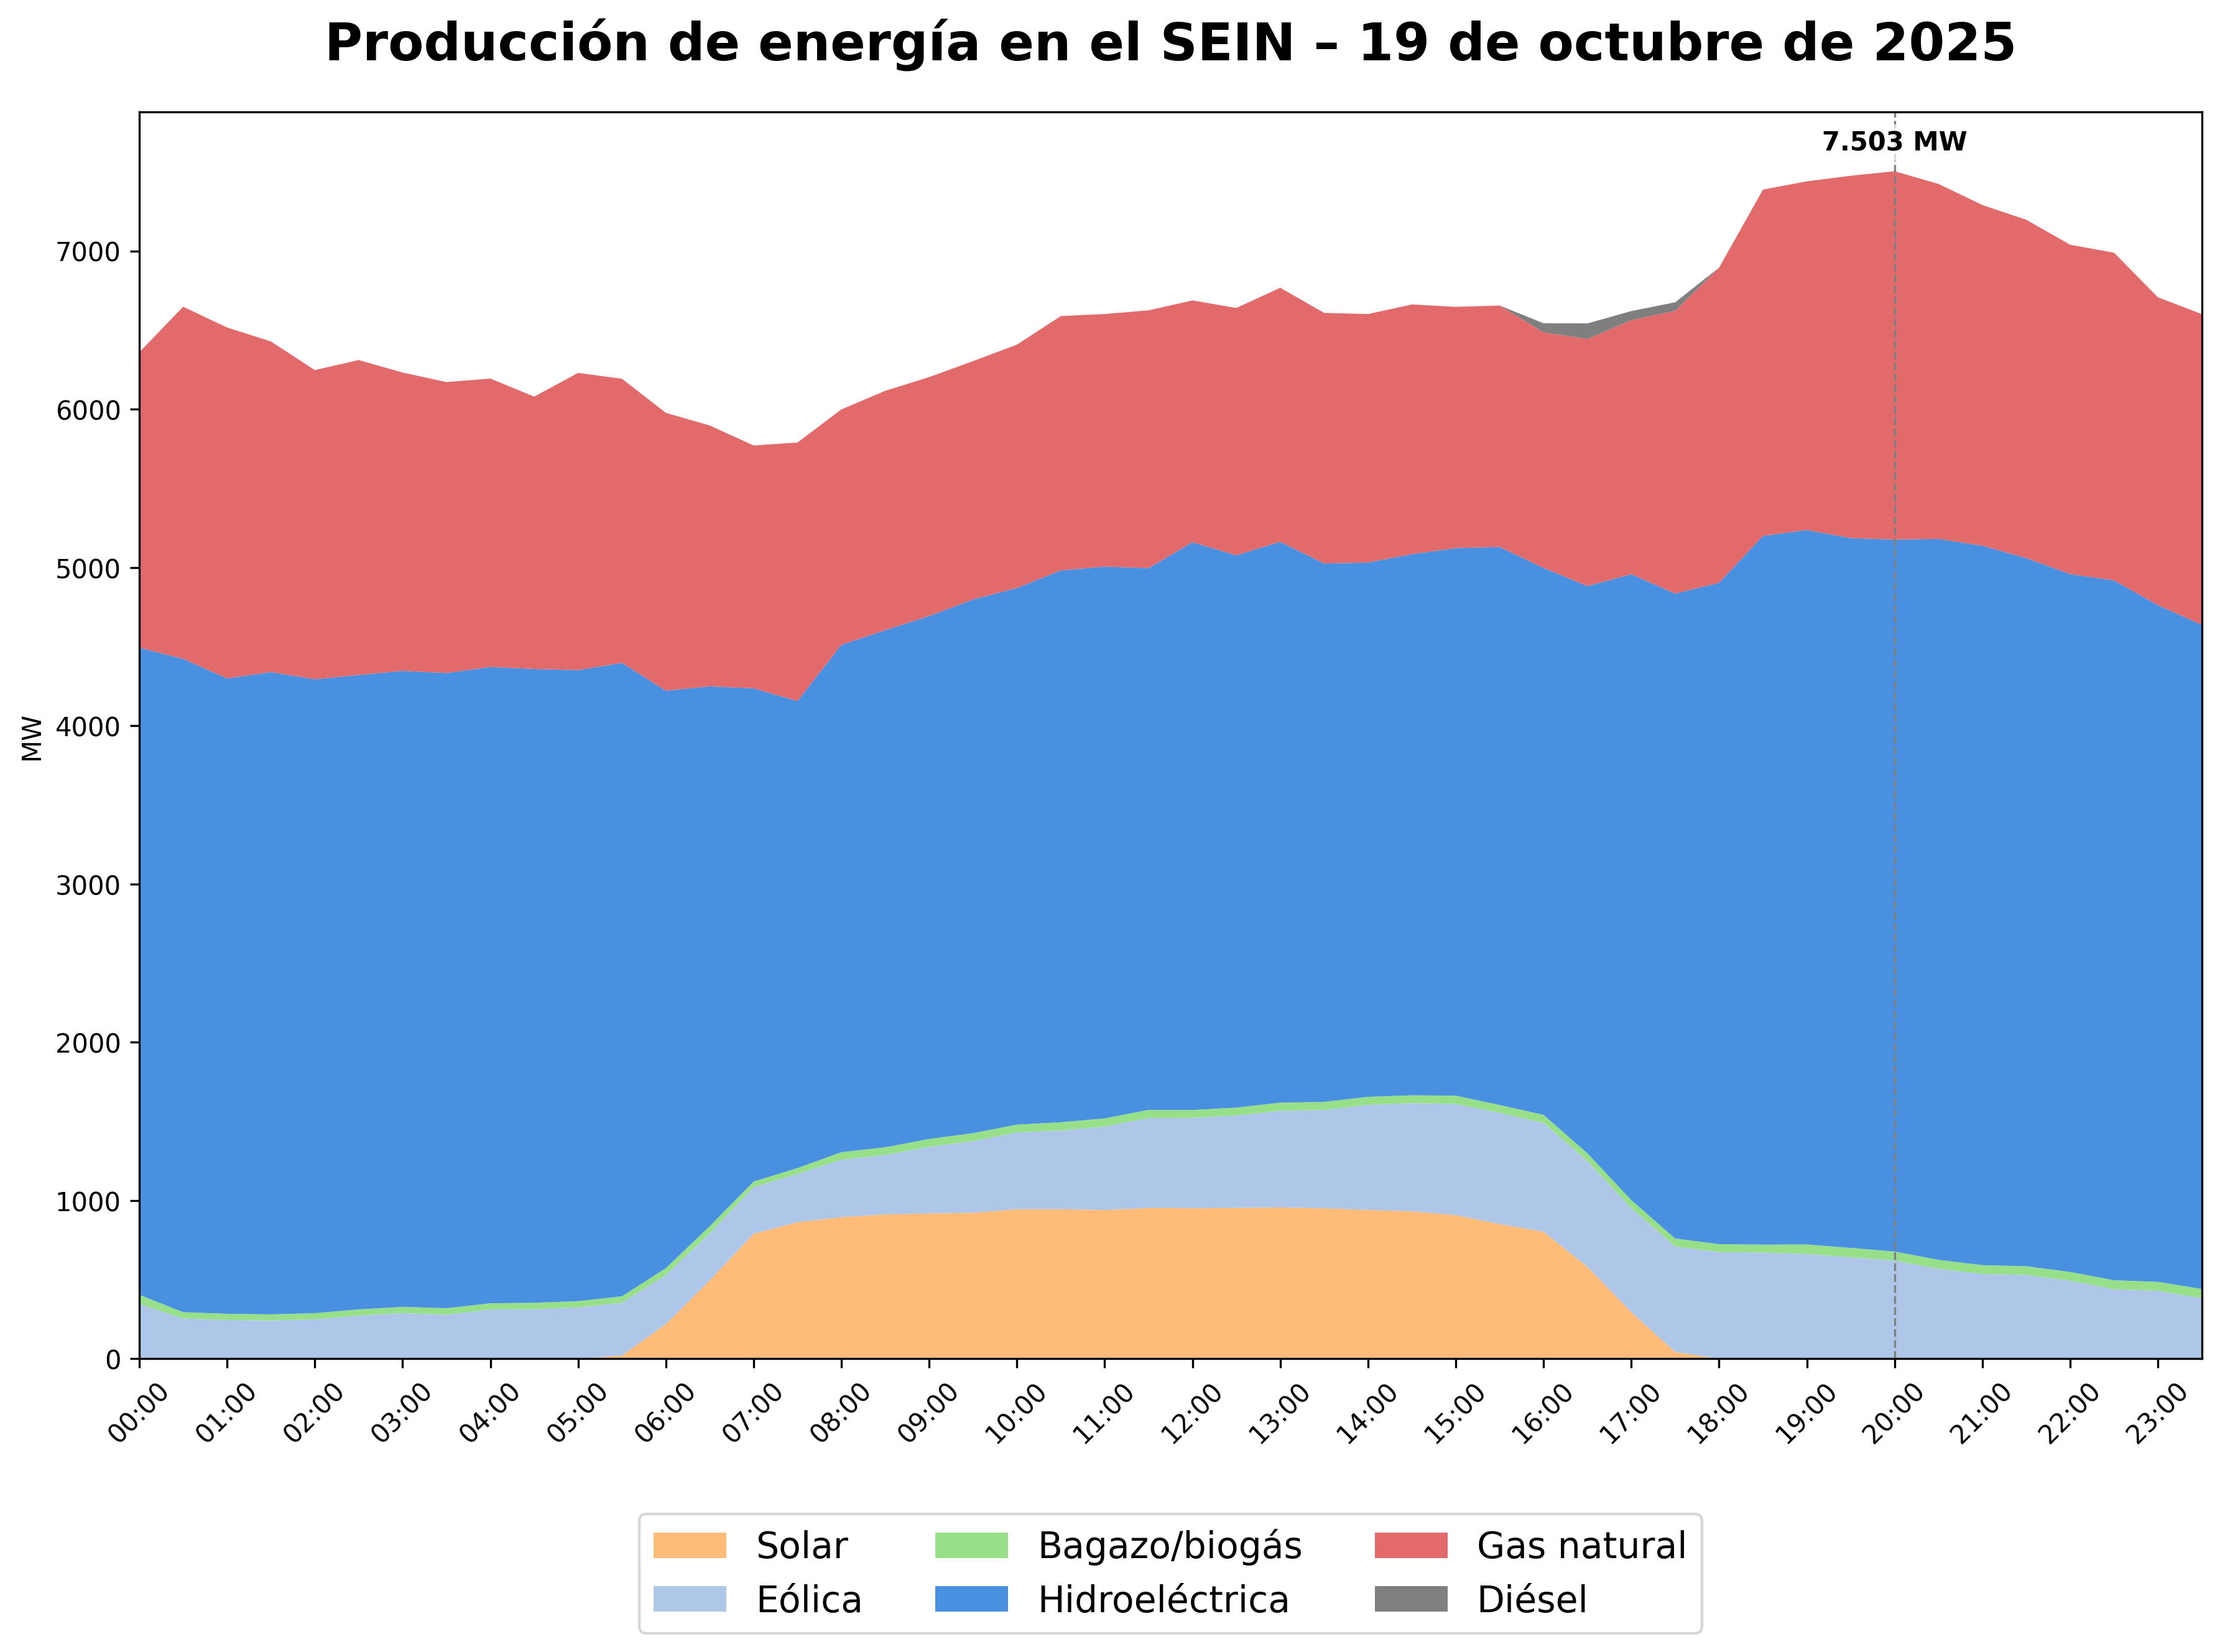 Producción de energía en el SEIN – 19 de octubre de 2025
7.503 MW
7000
6000
5000
4000
3000
2000
1000
0
MW
00:00 01:00 02:00 03:00 04:00 05:00 06:00 07:00 08:00 09:00 10:00 11:00 12:00 13:00 14:00 15:00 16:00 17:00 18:00 19:00 20:00 21:00 22:00 23:00
Solar Bagazo/biogás Gas natural
Eólica Hidroeléctrica Diésel